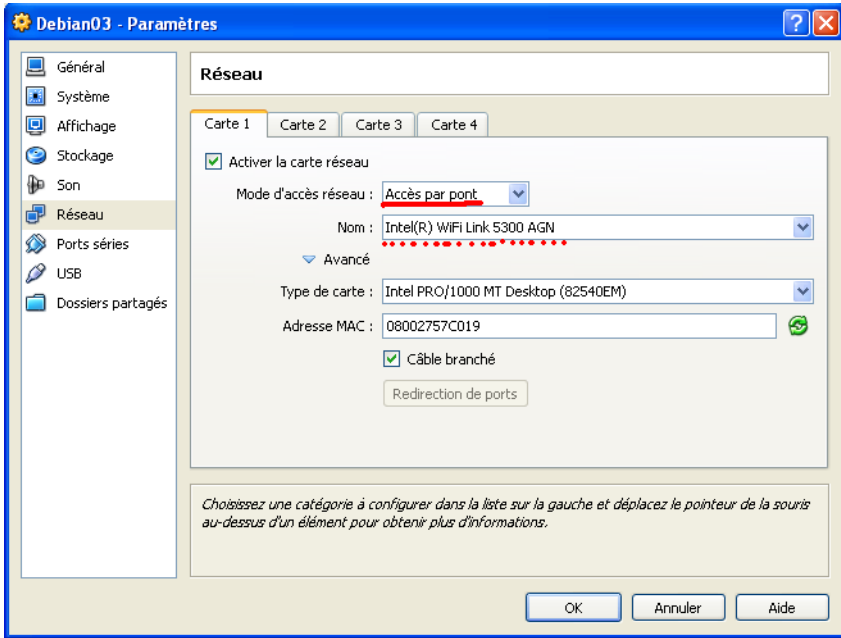 Debian03 - Paramètres
Général
Système
Affichage
Stockage
Son
Réseau
Ports séries
USB
Dossiers partagés
Réseau
Carte 1 Carte 2 Carte 3 Carte 4
Activer la carte réseau
Mode d'accès réseau : Accès par pont
Nom : Intel(R) WiFi Link 5300 AGN
Avancé
Type de carte : Intel PRO/1000 MT Desktop (82540EM)
Adresse MAC : 08002757C019
Câble branché
Redirection de ports
Choisissez une catégorie à configurer dans la liste sur la gauche et déplacez le pointeur de la souris
au-dessus d'un élément pour obtenir plus d'informations.
OK Annuler Aide